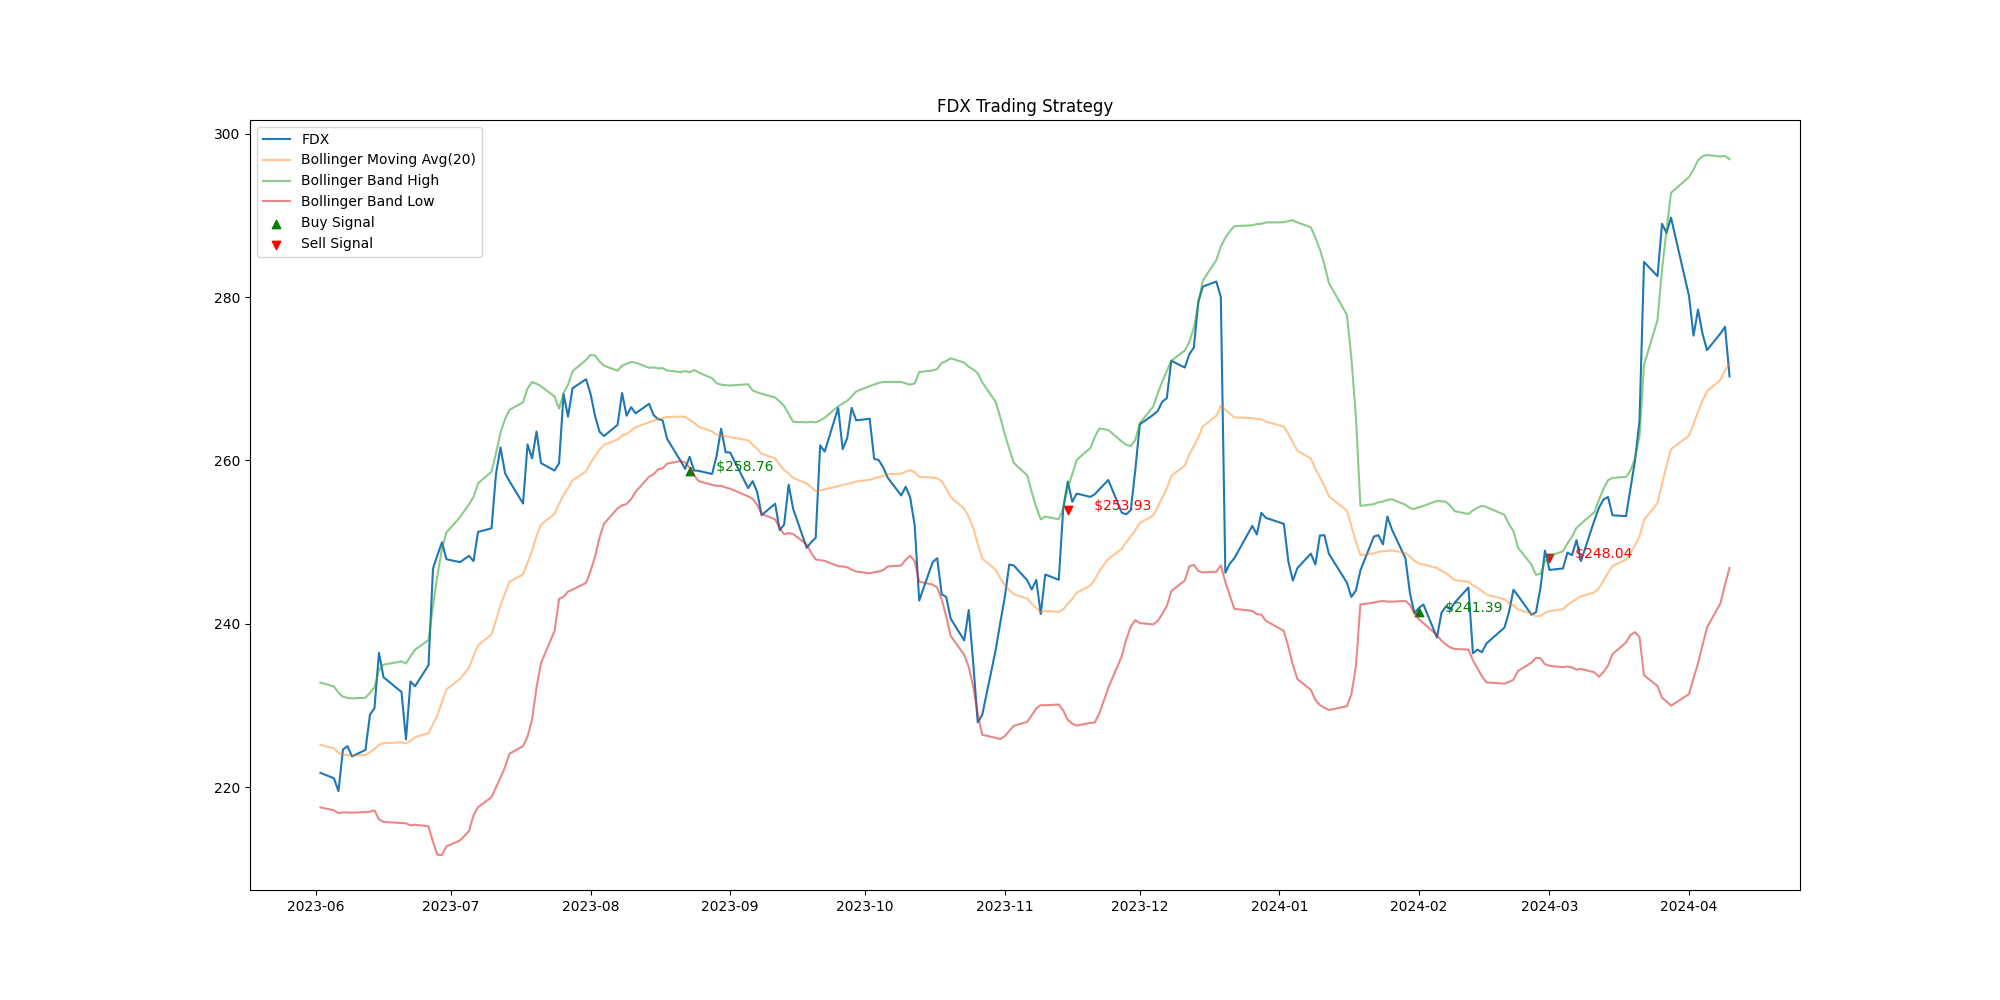 FDX Trading Strategy
300
280
260
240
220
FDX
Bollinger Moving Avg(20)
Bollinger Band High
Bollinger Band Low
Buy Signal
Sell Signal
$258.76
$253.93
$241.39
$248.04
2023-06
2023-07
2023-08
2023-09
2023-10
2023-11
2023-12
2024-01
2024-02
2024-03
2024-04